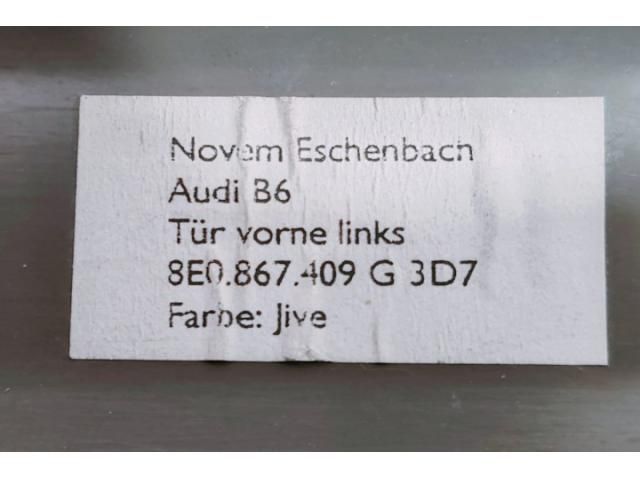 Novem Eschenbach
Audi B6
Tür vorne links
8E0.867.409 G 3D7
Farbe: Jive